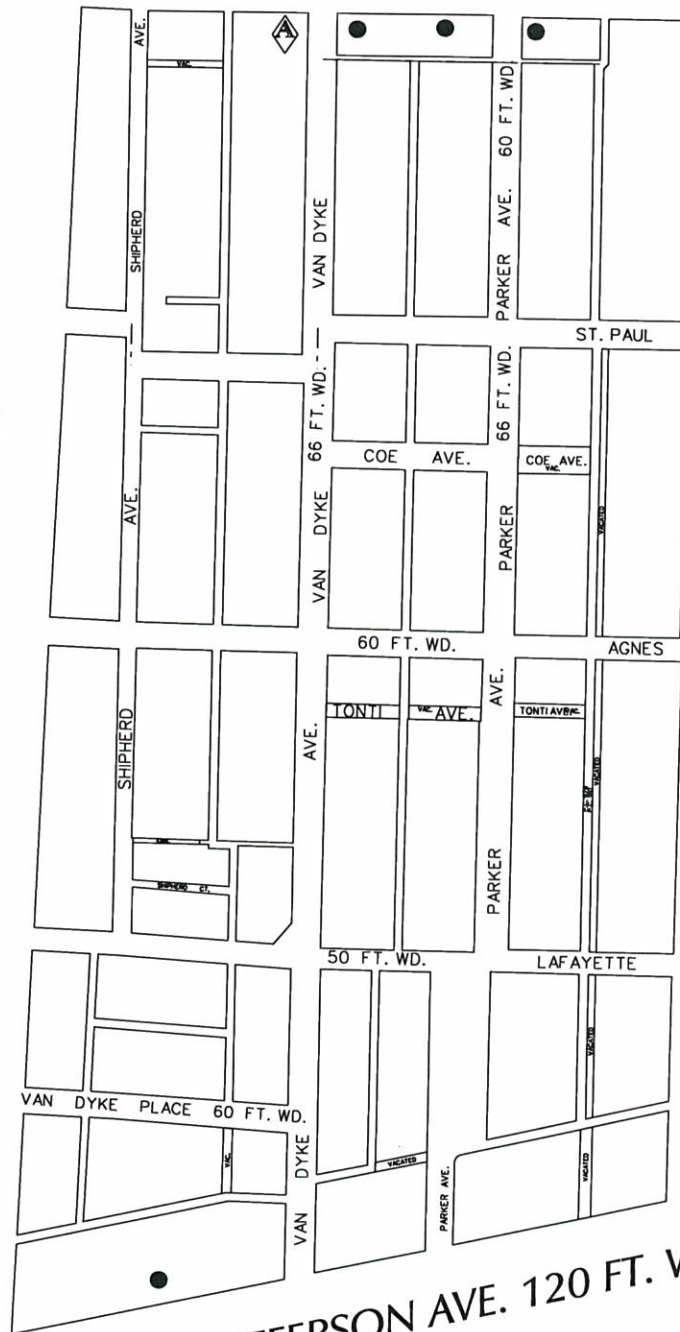 A
AVE.
VAC.
SHIPHERD
VAN DYKE
PARKER AVE. 60 FT. WD.
ST. PAUL
66 FT. WD.
66 FT. WD.
COE AVE.
COE AVE.
VAC.
AVE.
VAN DYKE
PARKER
VACATED
60 FT. WD.
AGNES
SHIPHERD
AVE.
TONTI VAC. AVE.
AVE.
TONTI AVE.
VACATED
PARKER
SHIPHERD CT.
50 FT. WD.
LAFAYETTE
VACATED
VAN DYKE PLACE 60 FT. WD.
VAC.
VAN DYKE
VACATED
PARKER AVE.
VACATED
FERSON AVE. 120 FT. W